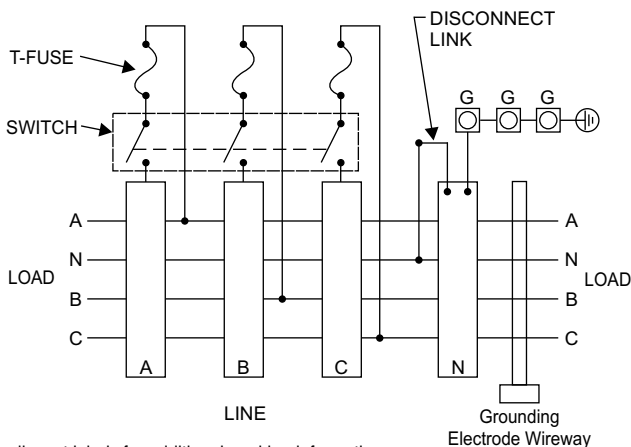 DISCONNECT
LINK
T-FUSE
G G G
SWITCH
A A
N N
LOAD LOAD
B B
C C
A B C N
LINE
Grounding
Electrode Wireway